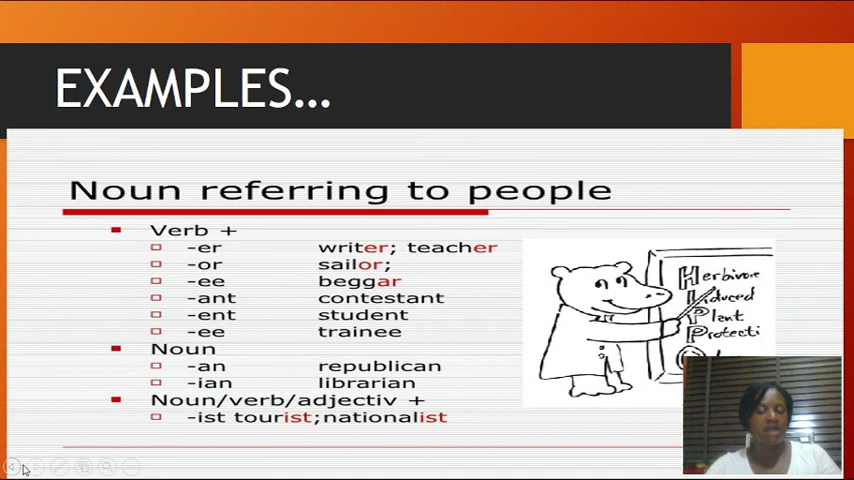 EXAMPLES...
Noun referring to people
Verb +
-er writer; teacher
-or sailor;
-ee beggar
-ant contestant
-ent student
-ee trainee
Noun
-an republican
-ian librarian
Noun/verb/adjectiv +
-ist tourist;nationalist
Herbivore
Induced
Plant
Protecti